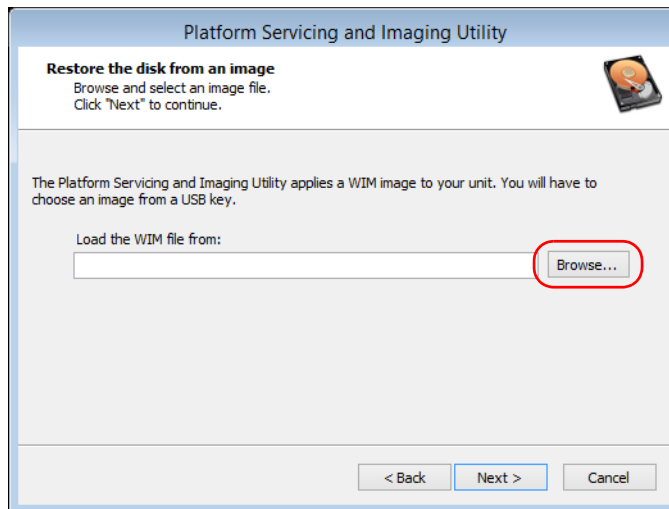 Platform Servicing and Imaging Utility
Restore the disk from an image
Browse and select an image file.
Click "Next" to continue.
The Platform Servicing and Imaging Utility applies a WIM image to your unit. You will have to
choose an image from a USB key.
Load the WIM file from:
Browse...
< Back
Next >
Cancel